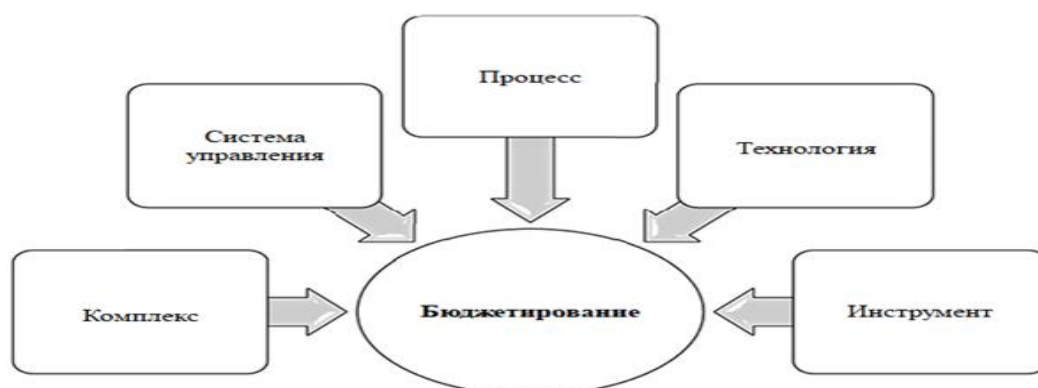 Процесс
Система
управления
Технология
Комплекс
Бюджетирование
Инструмент